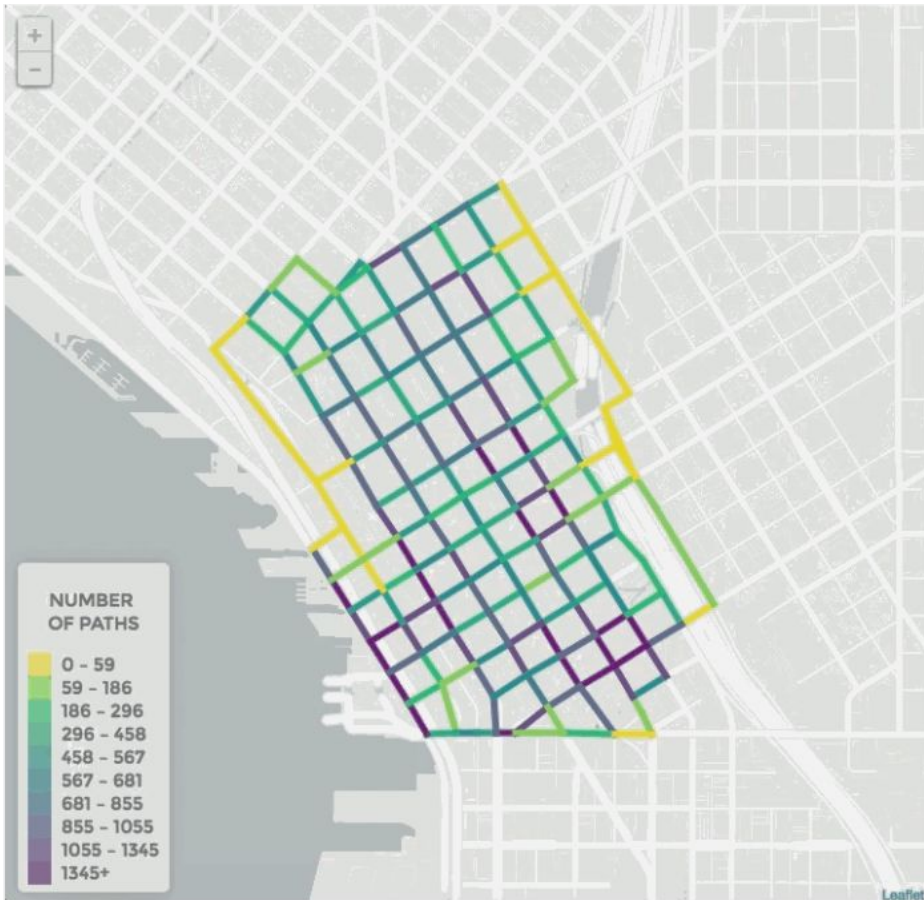 +
−
NUMBER
OF PATHS
0 – 59
59 – 186
186 – 296
296 – 458
458 – 567
567 – 681
681 – 855
855 – 1055
1055 – 1345
1345+
Leaflet